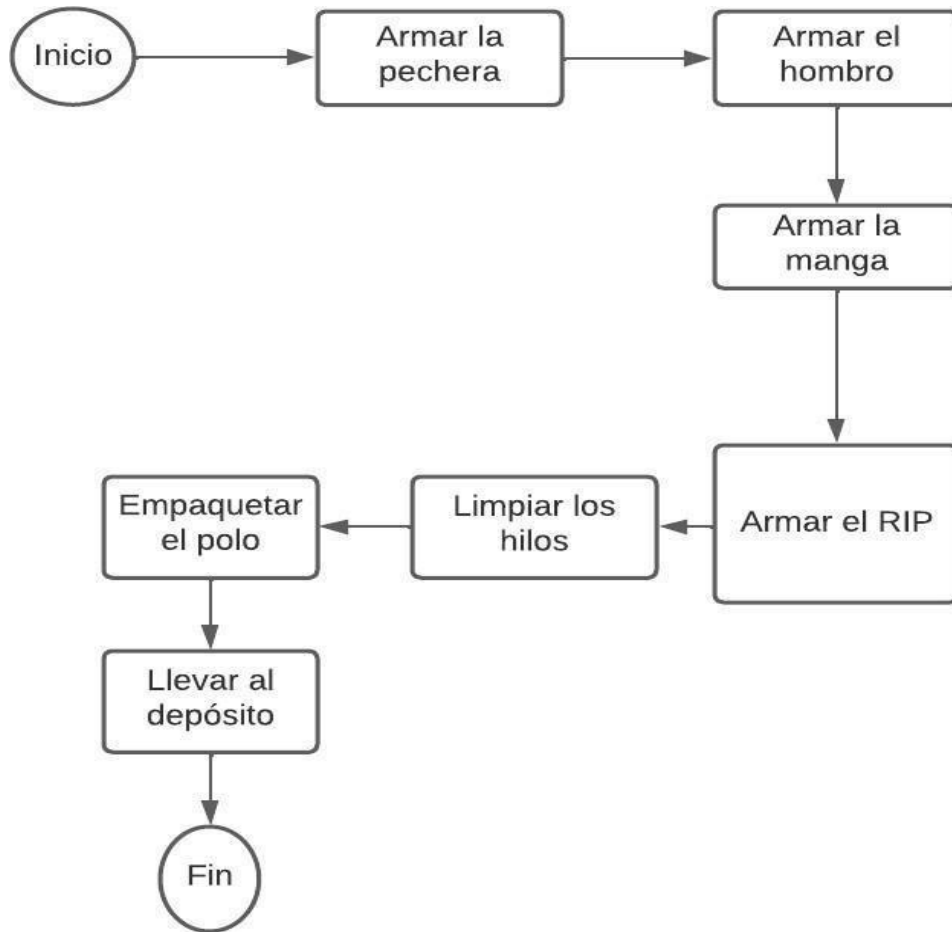 Inicio
Armar la
pechera
Armar el
hombro
Armar la
manga
Armar el RIP
Limpiar los
hilos
Empaquetar
el polo
Llevar al
depósito
Fin